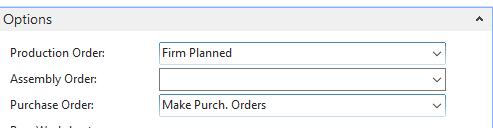 Options
Production Order: Firm Planned
Assembly Order:
Purchase Order: Make Purch. Orders